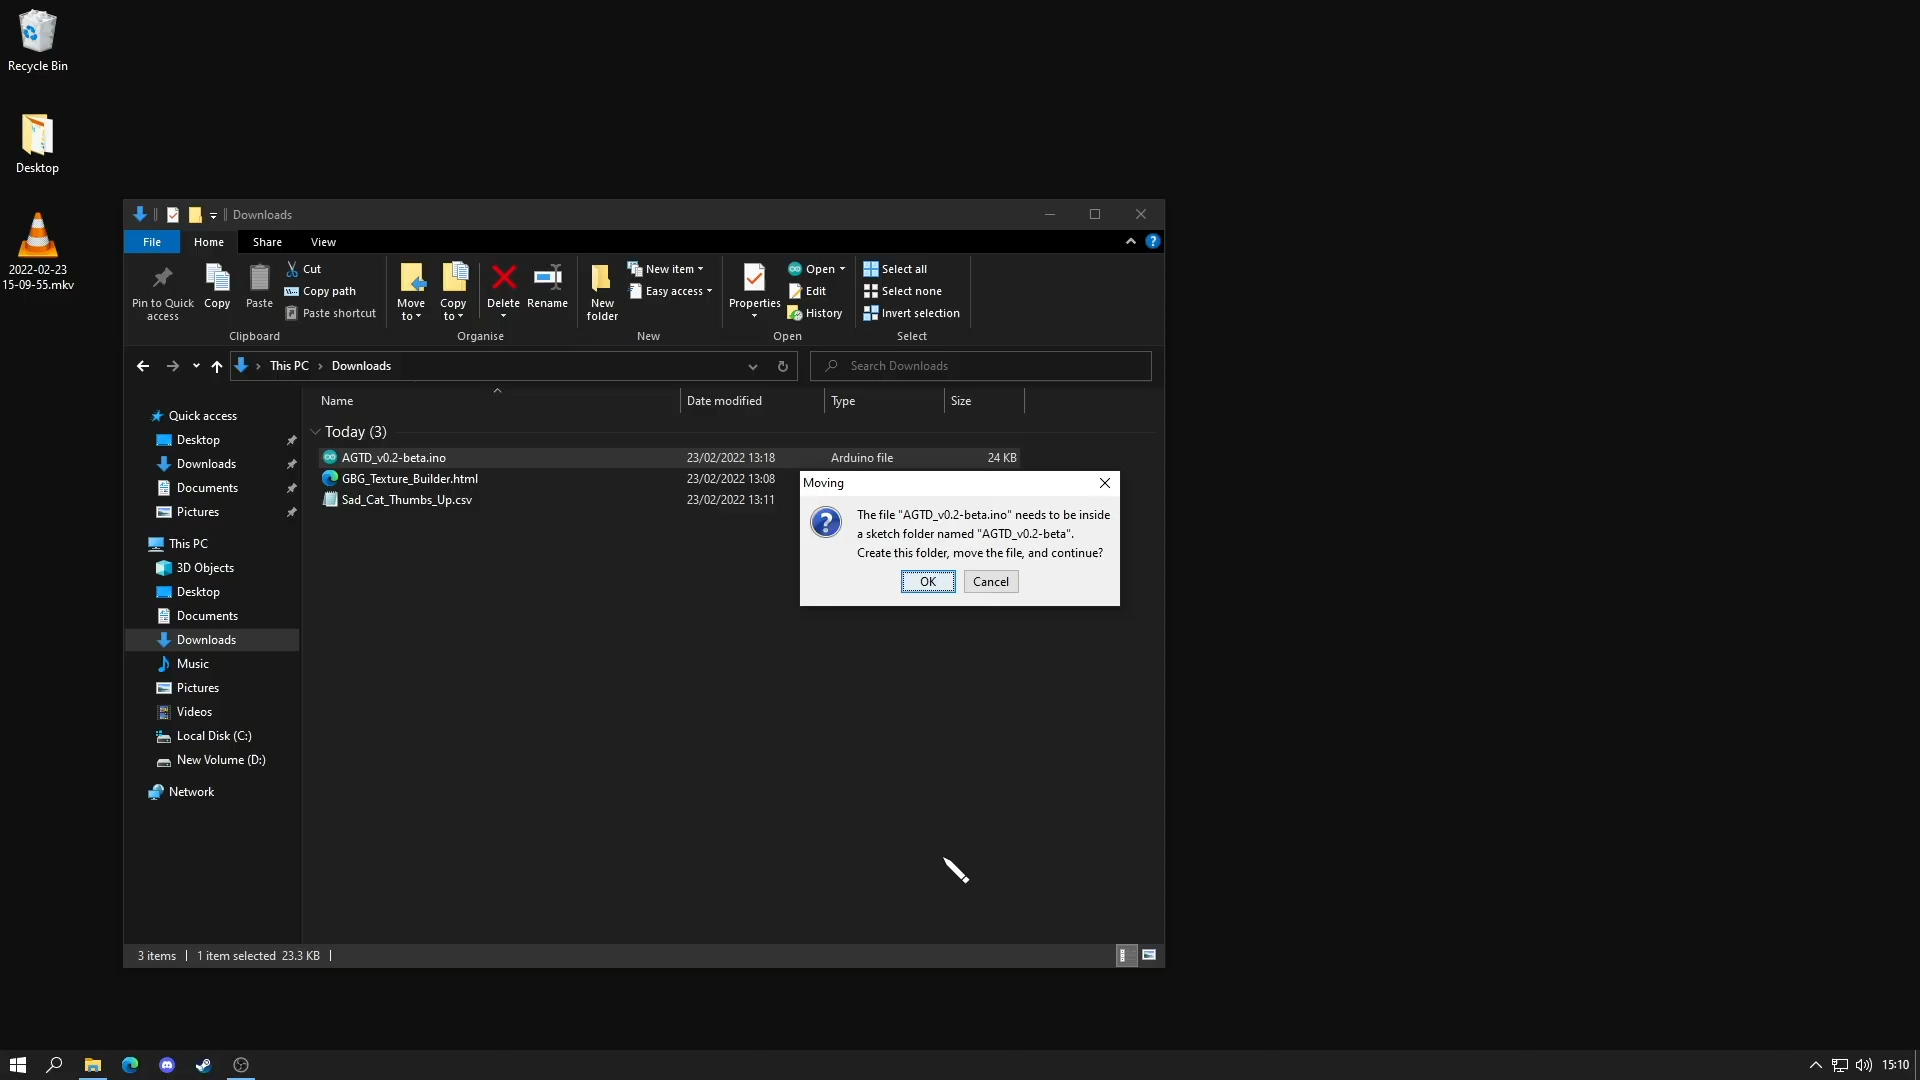 Recycle Bin
Desktop
2022-02-23
15-09-55.mkv
Downloads
File
Home
Share
View
Pin to Quick
access
Copy
Paste
Cut
Copy path
Paste shortcut
Clipboard
Move
to
Copy
to
Delete
Rename
Organise
New
folder
New item
Easy access
New
Properties
Open
Edit
History
Open
Select all
Select none
Invert selection
Select
This PC
Downloads
Search Downloads
Quick access
Desktop
Downloads
Documents
Pictures
This PC
3D Objects
Desktop
Documents
Downloads
Music
Pictures
Videos
Local Disk (C:)
New Volume (D:)
Network
Name Date modified Type Size
Today (3)
AGTD_v0.2-beta.ino 23/02/2022 13:18 Arduino file 24 KB
GBG_Texture_Builder.html 23/02/2022 13:08
Sad_Cat_Thumbs_Up.csv 23/02/2022 13:11
Moving
The file "AGTD_v0.2-beta.ino" needs to be inside
a sketch folder named "AGTD_v0.2-beta".
Create this folder, move the file, and continue?
OK
Cancel
3 items
1 item selected 23.3 KB
15:10